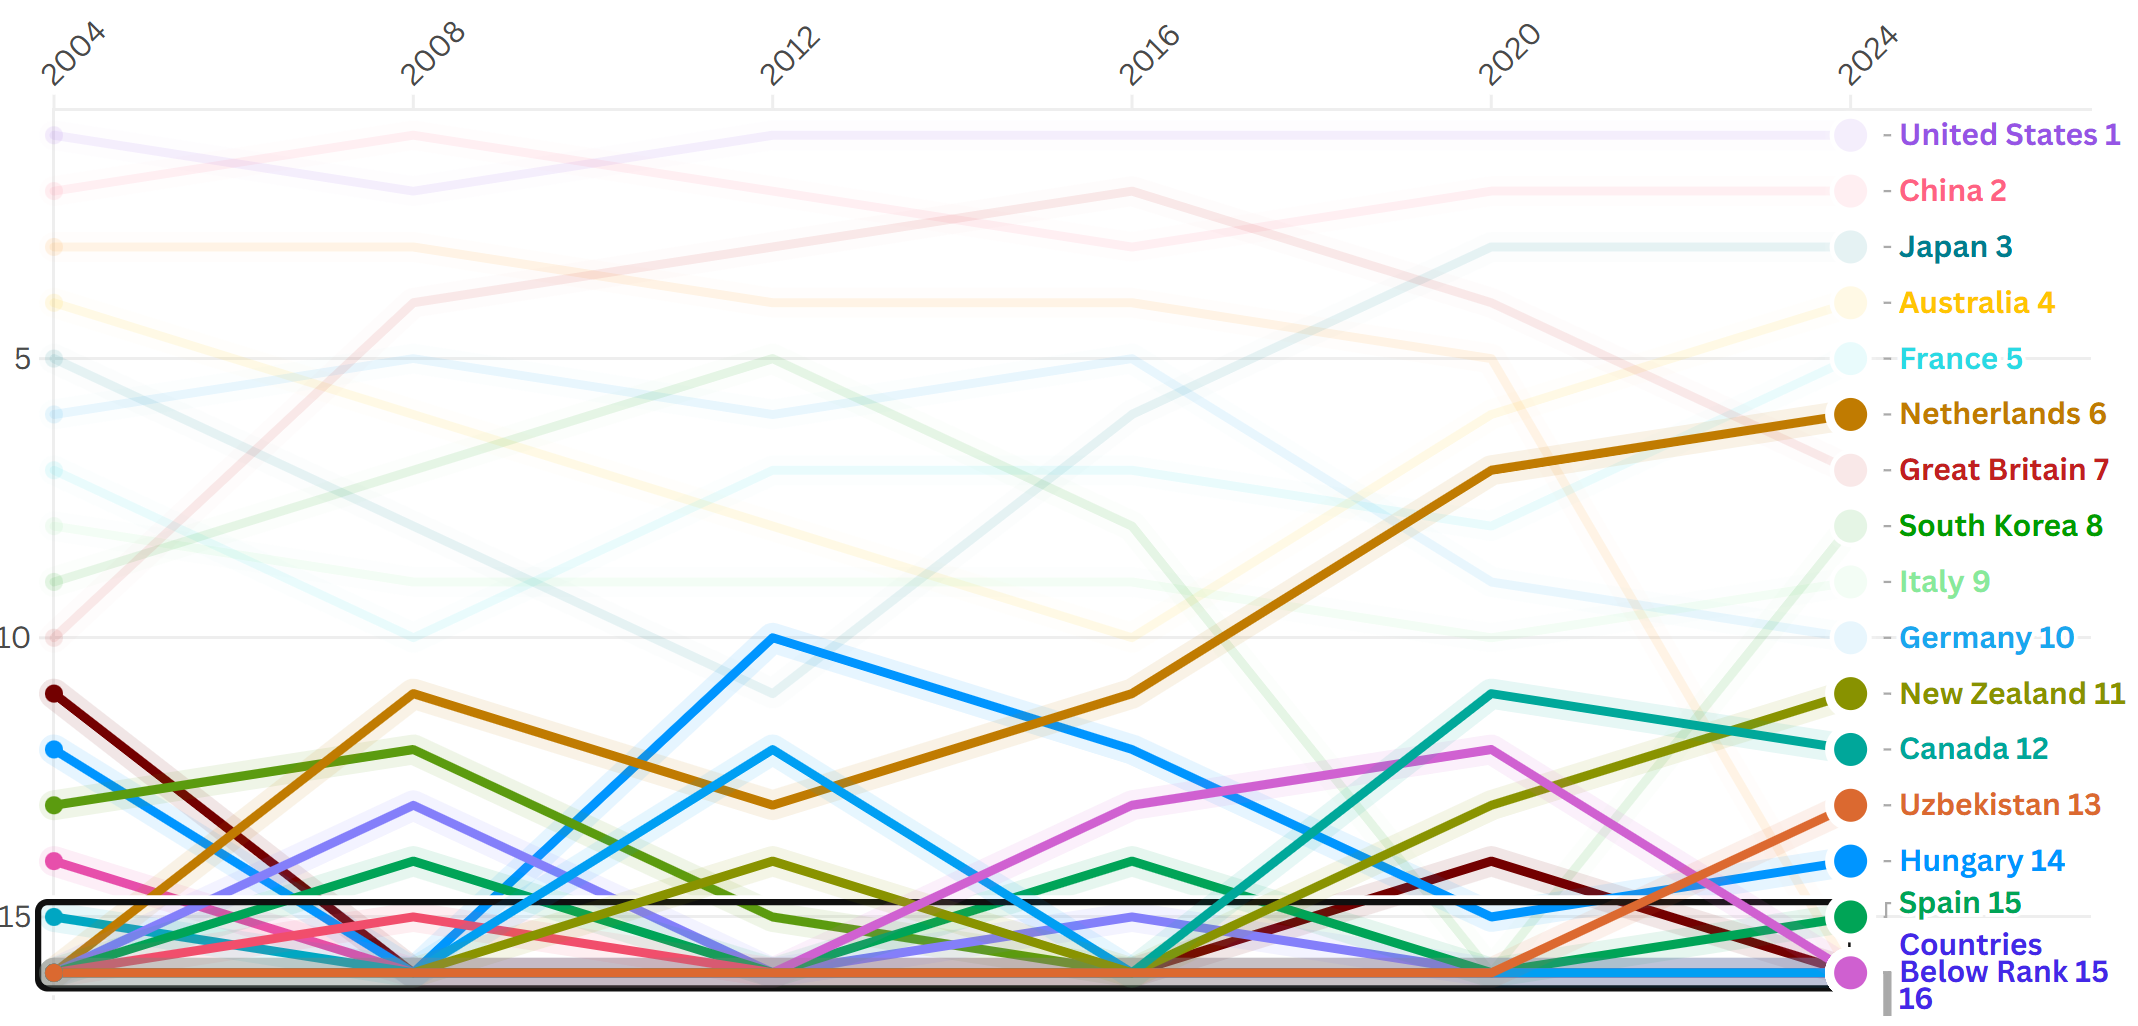 2004
2008
2012
2016
2020
2024
United States 1
China 2
Japan 3
Australia 4
5
France 5
Netherlands 6
Great Britain 7
South Korea 8
Italy 9
10
Germany 10
New Zealand 11
Canada 12
Uzbekistan 13
Hungary 14
15
Spain 15
Countries
Below Rank 15
16